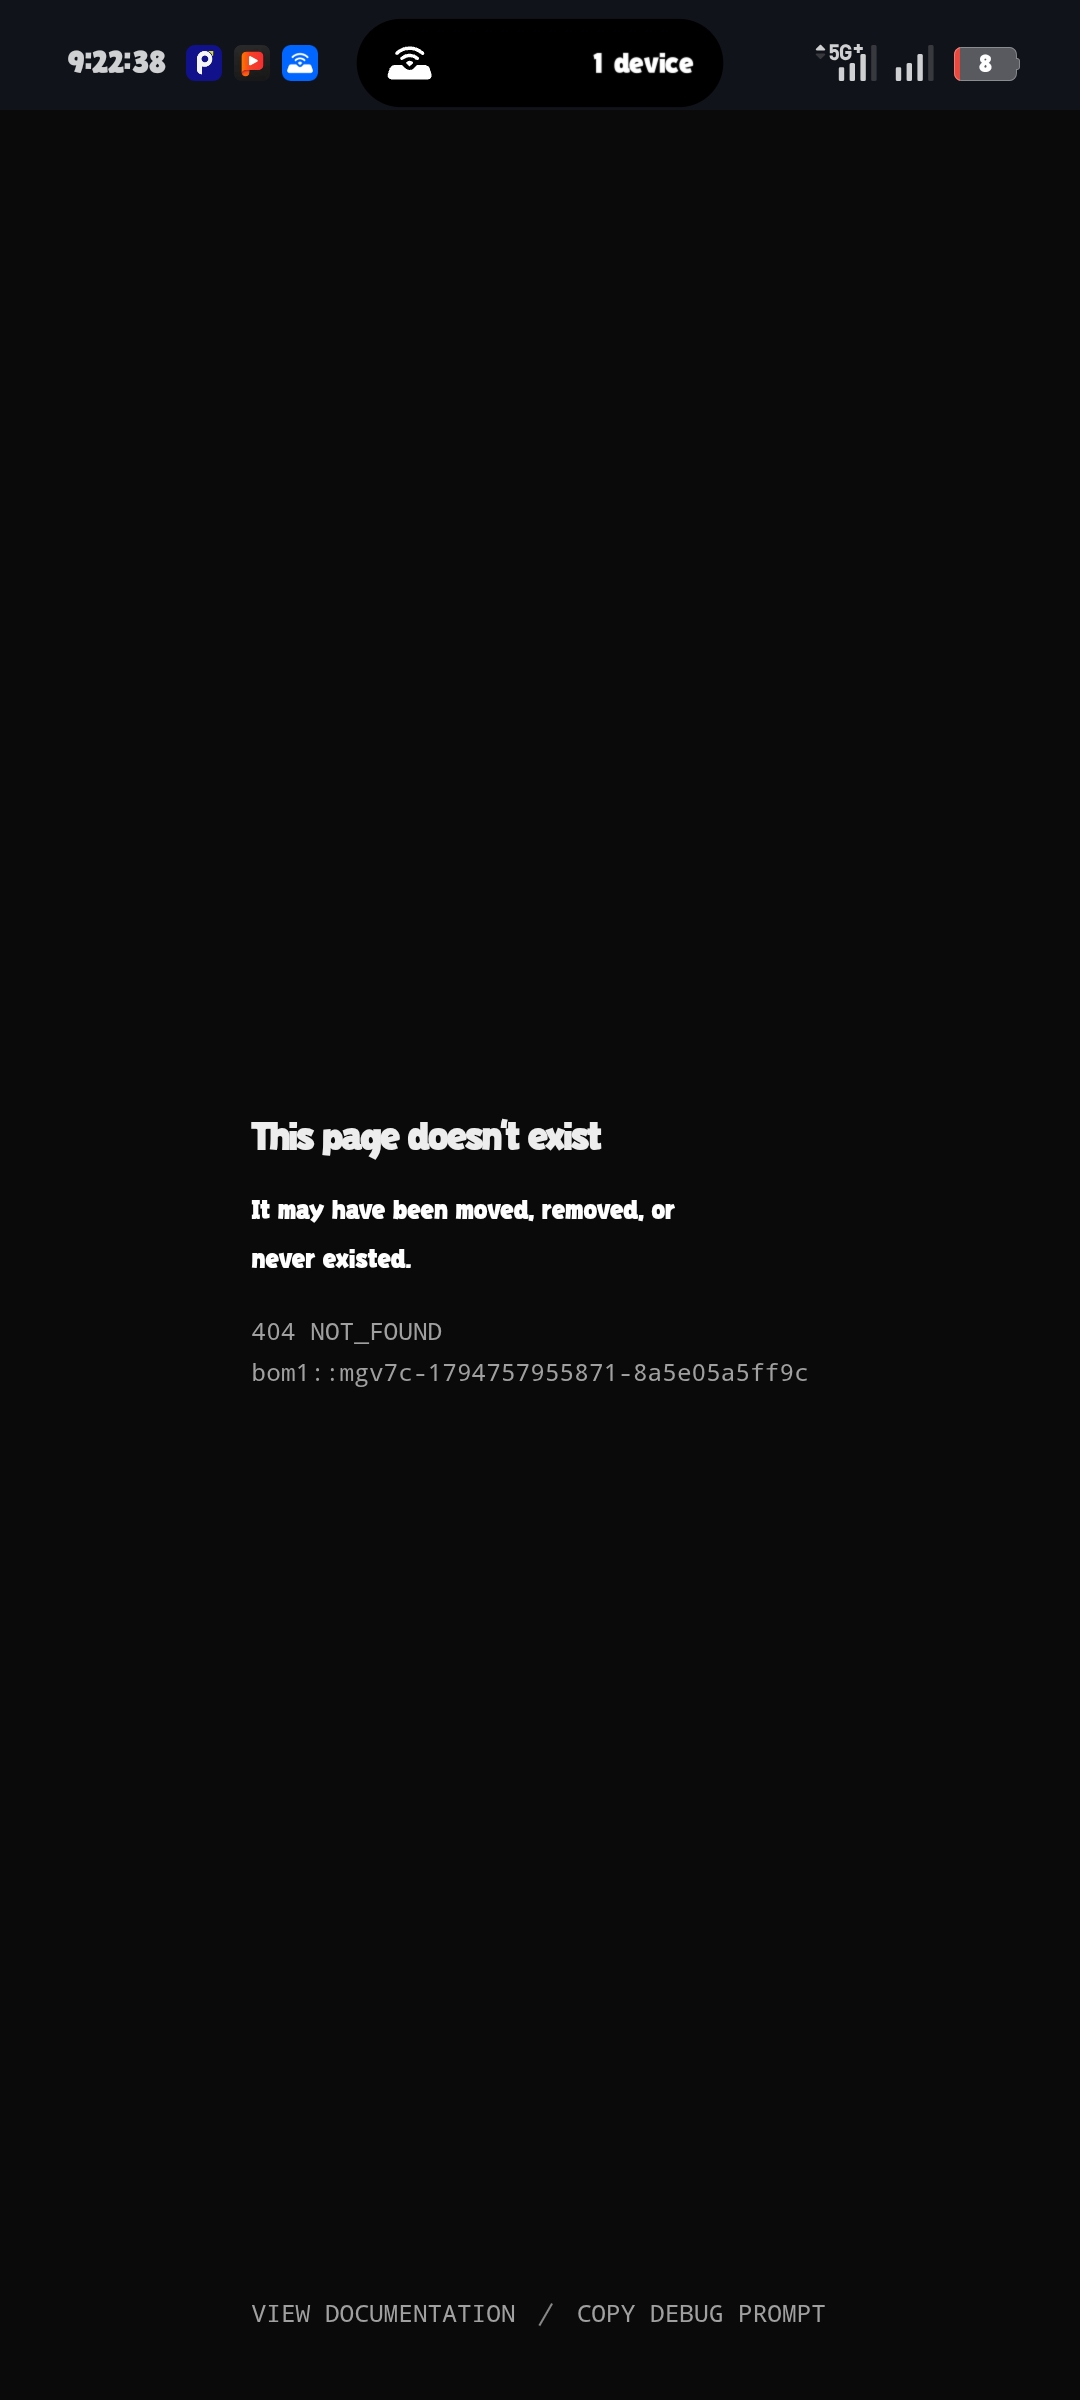 9:22:38
1 device
5G+
8
This page doesn't exist
It may have been moved, removed, or
never existed.
404 NOT_FOUND
bom1::mgv7c-1794757955871-8a5e05a5ff9c
VIEW DOCUMENTATION / COPY DEBUG PROMPT